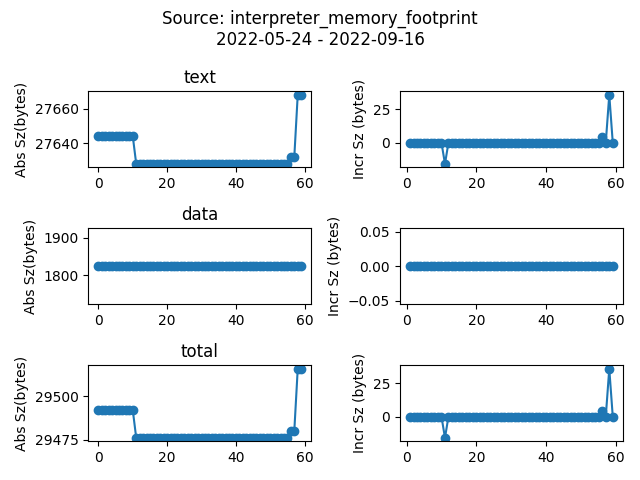 Source: interpreter_memory_footprint
2022-05-24 - 2022-09-16
text
Abs Sz(bytes)
27660
27640
0 20 40 60
Incr Sz (bytes)
25
0
0 20 40 60
data
Abs Sz(bytes)
1900
1800
0 20 40 60
Incr Sz (bytes)
0.05
0.00
−0.05
0 20 40 60
total
Abs Sz(bytes)
29500
29475
0 20 40 60
Incr Sz (bytes)
25
0
0 20 40 60